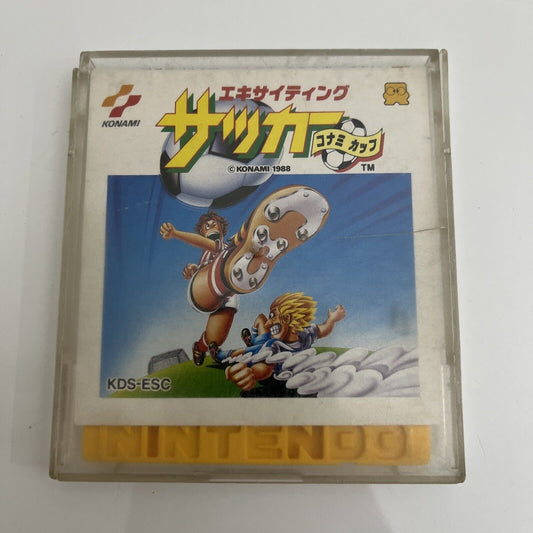 KONAMI
エキサイティング
サッカー
コナミ カップ
TM
© KONAMI 1988
KDS-ESC
NINTENDO